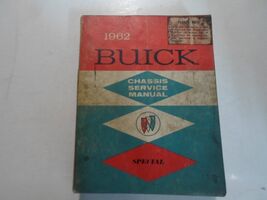 1962
BUICK
CHASSIS
SERVICE
MANUAL
SPECIAL